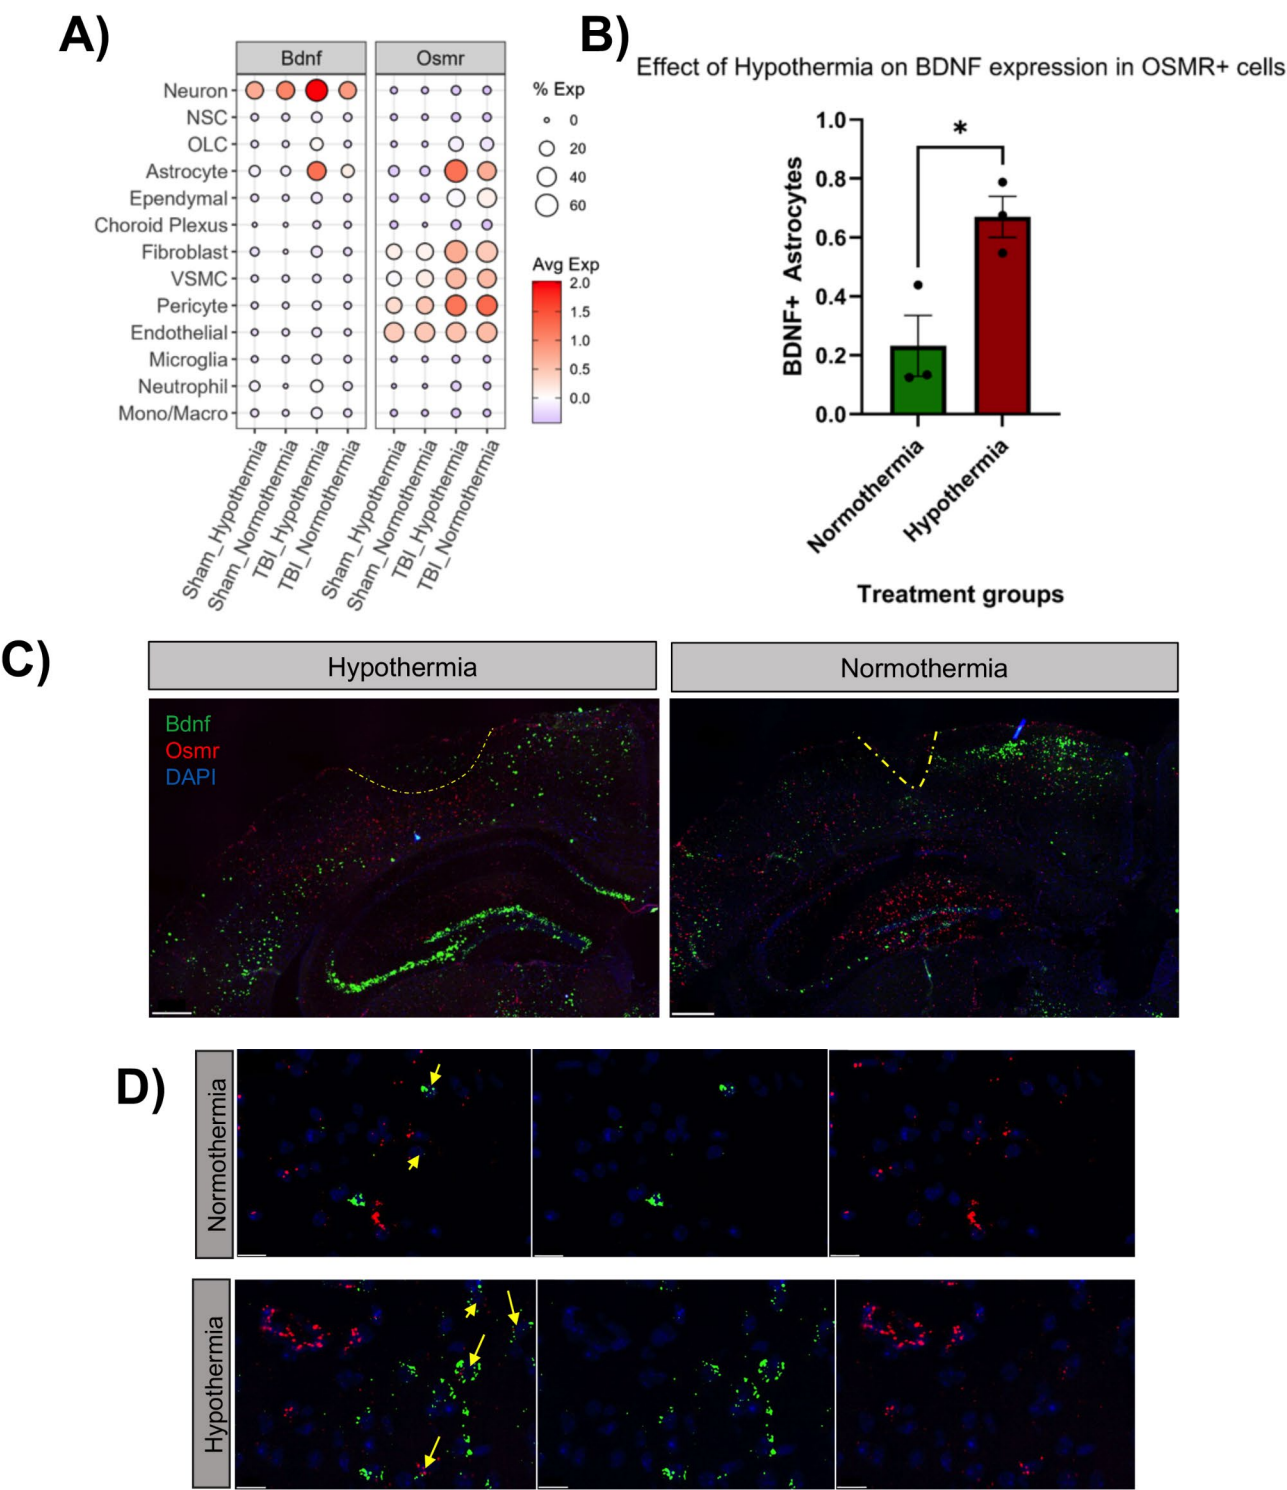 A)
Bdnf
Osmr
Neuron
NSC
OLC
Astrocyte
Ependymal
Choroid Plexus
Fibroblast
VSMC
Pericyte
Endothelial
Microglia
Neutrophil
Mono/Macro
Sham_Hypothermia
Sham_Normothermia
TBI_Hypothermia
TBI_Normothermia
Sham_Hypothermia
Sham_Normothermia
TBI_Hypothermia
TBI_Normothermia
% Exp
0
20
40
60
Avg Exp
2.0
1.5
1.0
0.5
0.0
B)
Effect of Hypothermia on BDNF expression in OSMR+ cells
BDNF+ Astrocytes
1.0
0.8
0.6
0.4
0.2
0.0
*
Normothermia
Hypothermia
Treatment groups
C)
Hypothermia
Normothermia
Bdnf
Osmr
DAPI
D)
Normothermia
Hypothermia